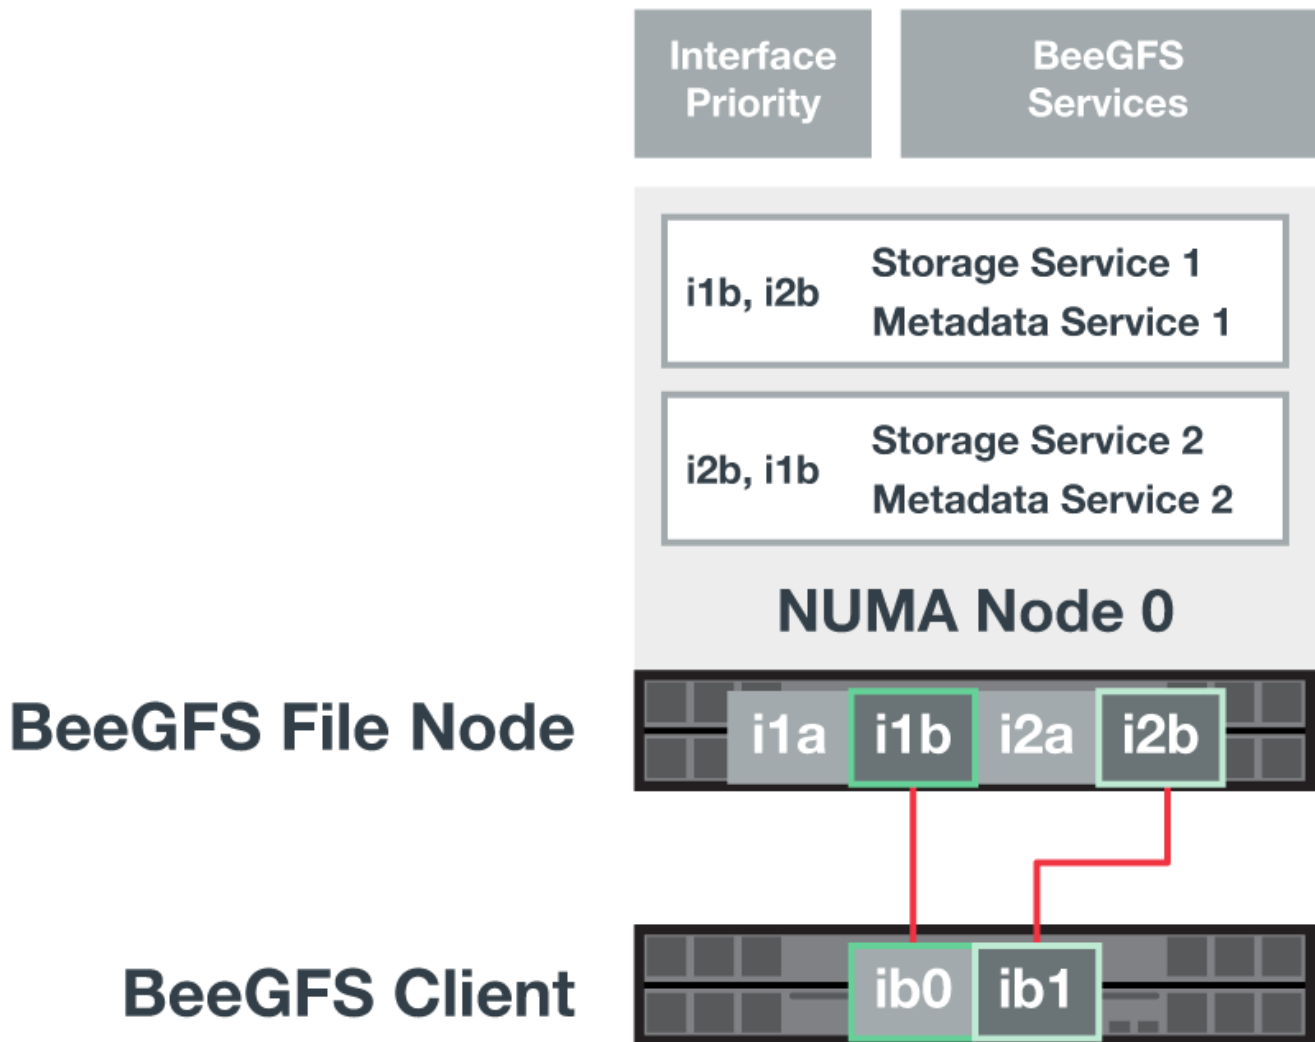 Interface
Priority
BeeGFS
Services
i1b, i2b
Storage Service 1
Metadata Service 1
i2b, i1b
Storage Service 2
Metadata Service 2
NUMA Node 0
BeeGFS File Node
i1a
i1b
i2a
i2b
BeeGFS Client
ib0
ib1